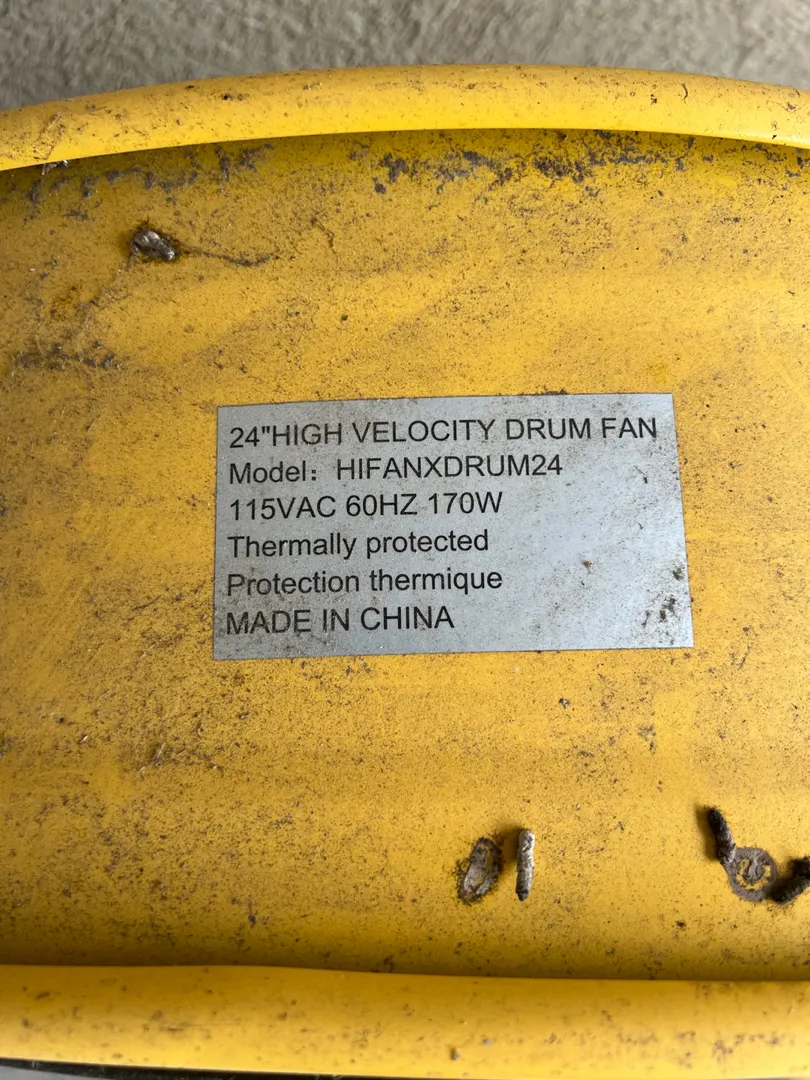 24"HIGH VELOCITY DRUM FAN
Model：HIFANXDRUM24
115VAC 60HZ 170W
Thermally protected
Protection thermique
MADE IN CHINA